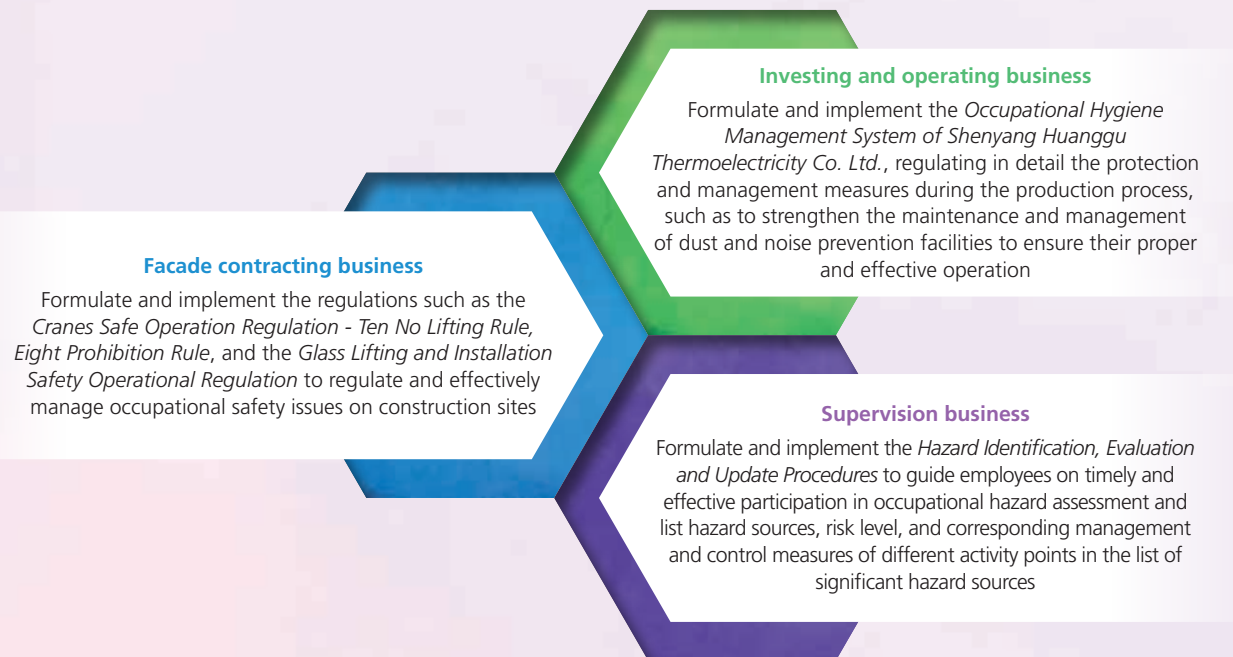 Investing and operating business
Formulate and implement the Occupational Hygiene
Management System of Shenyang Huanggu
Thermoelectricity Co. Ltd., regulating in detail the protection
and management measures during the production process,
such as to strengthen the maintenance and management
of dust and noise prevention facilities to ensure their proper
and effective operation
Facade contracting business
Formulate and implement the regulations such as the
Cranes Safe Operation Regulation - Ten No Lifting Rule,
Eight Prohibition Rule, and the Glass Lifting and Installation
Safety Operational Regulation to regulate and effectively
manage occupational safety issues on construction sites
Supervision business
Formulate and implement the Hazard Identification, Evaluation
and Update Procedures to guide employees on timely and
effective participation in occupational hazard assessment and
list hazard sources, risk level, and corresponding management
and control measures of different activity points in the list of
significant hazard sources